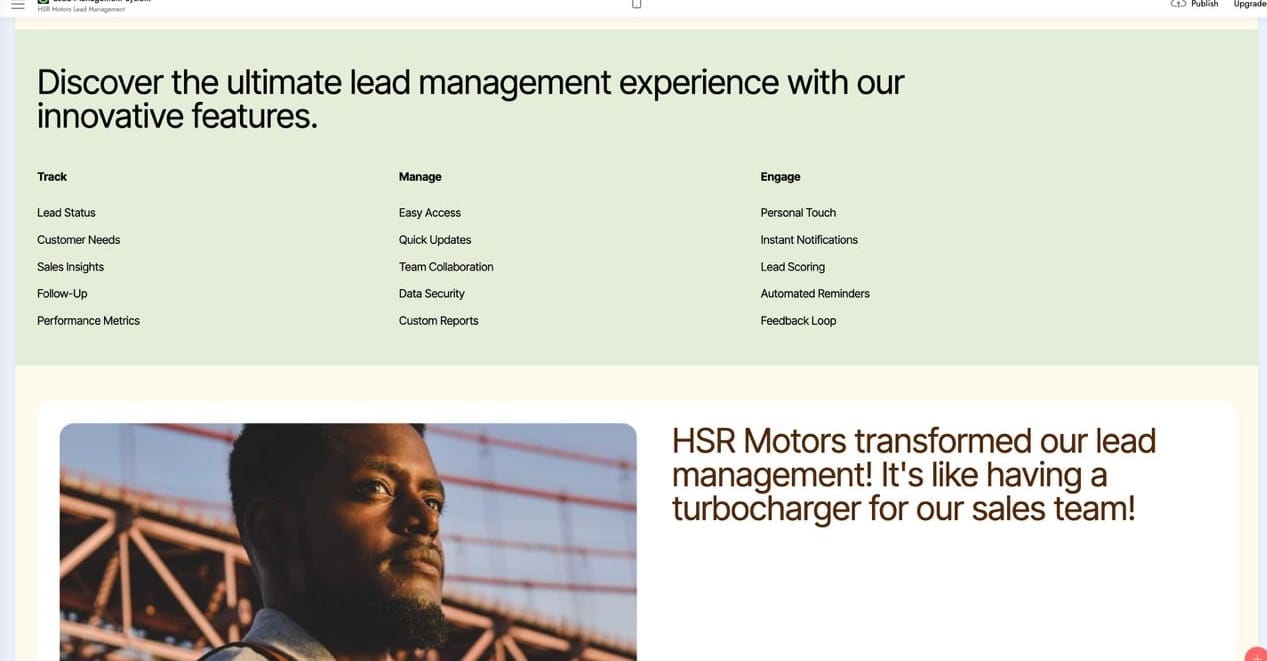 HSR Motors Lead Management
Publish
Upgrade
Discover the ultimate lead management experience with our
innovative features.
Track
Lead Status
Customer Needs
Sales Insights
Follow-Up
Performance Metrics
Manage
Easy Access
Quick Updates
Team Collaboration
Data Security
Custom Reports
Engage
Personal Touch
Instant Notifications
Lead Scoring
Automated Reminders
Feedback Loop
HSR Motors transformed our lead
management! It's like having a
turbocharger for our sales team!